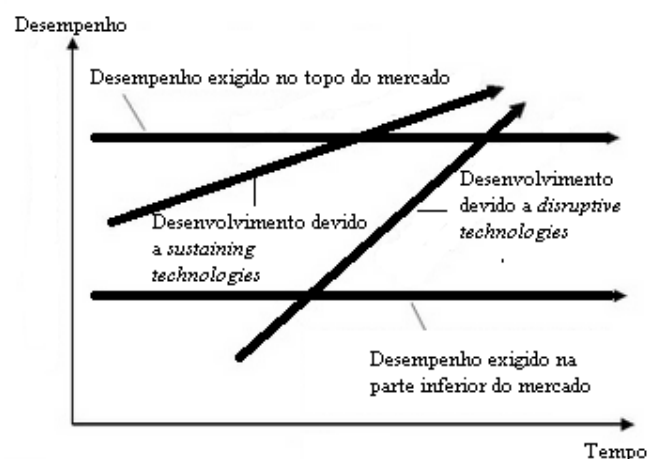 Desempenho
Desempenho exigido no topo do mercado
Desenvolvimento devido
a sustaining
technologies
Desenvolvimento
devido a disruptive
technologies
Desempenho exigido na
parte inferior do mercado
Tempo